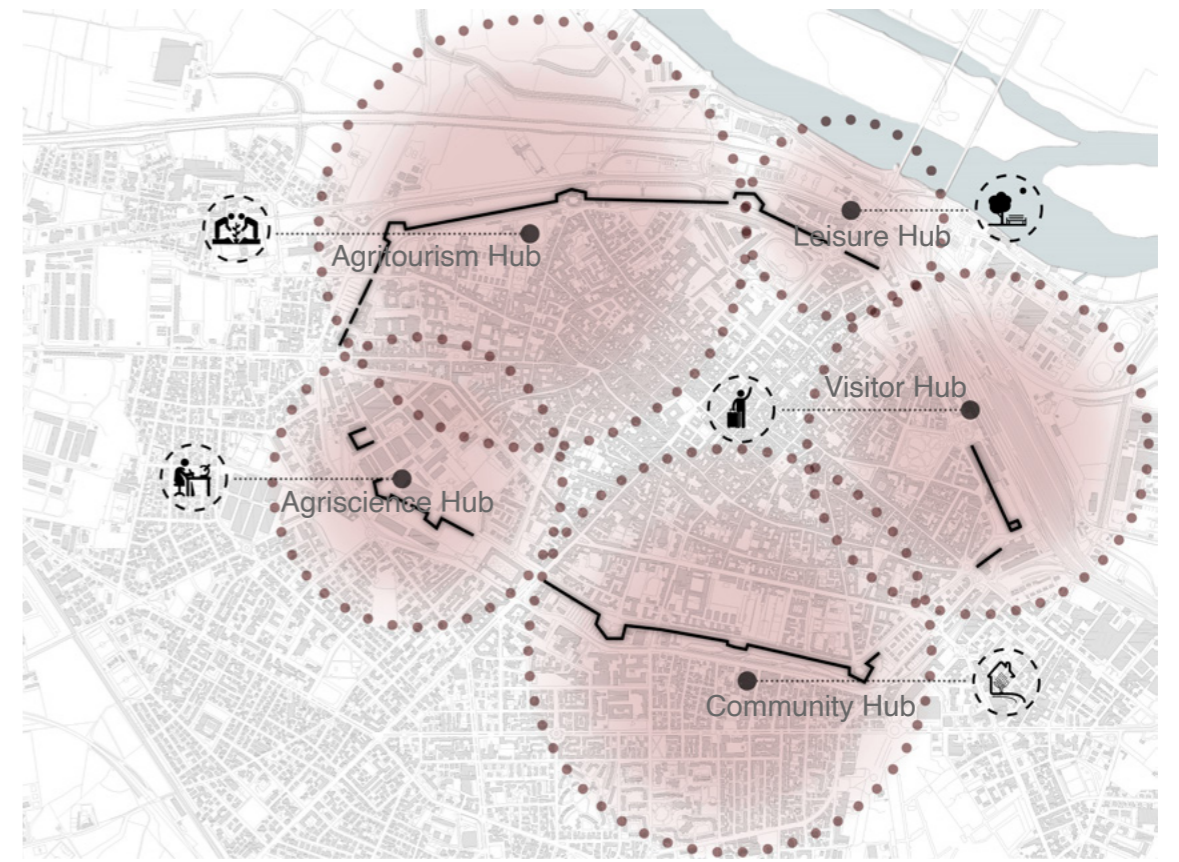 Leisure Hub
Agritourism Hub
Visitor Hub
Agriscience Hub
Community Hub